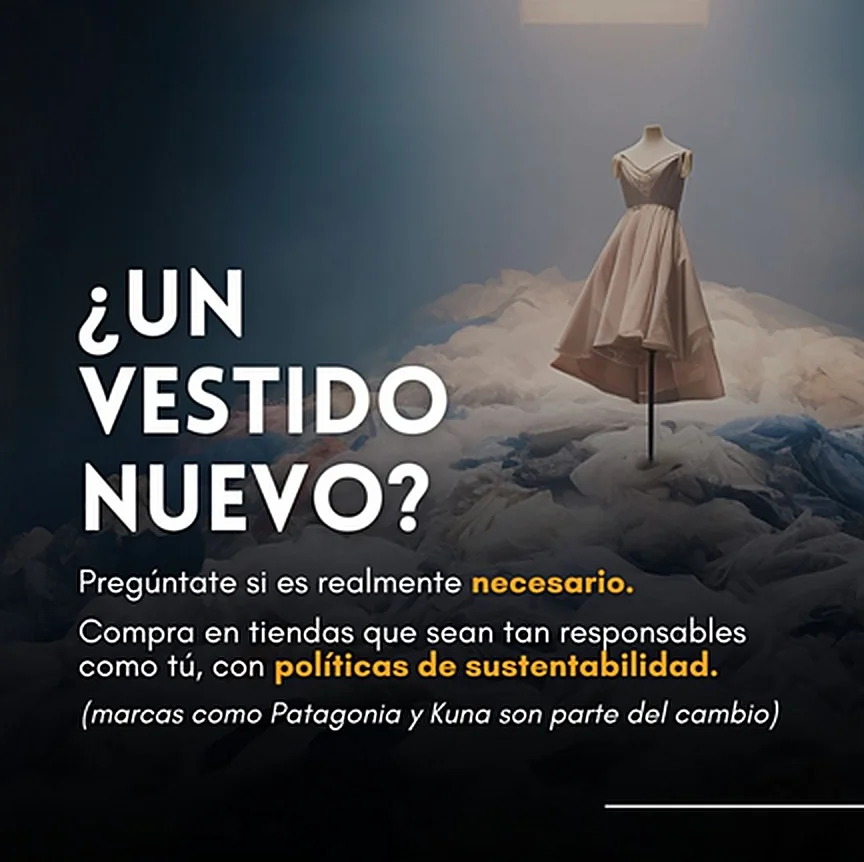 ¿UN
VESTIDO
NUEVO?
Pregúntate si es realmente necesario.
Compra en tiendas que sean tan responsables
como tú, con políticas de sustentabilidad.
(marcas como Patagonia y Kuna son parte del cambio)